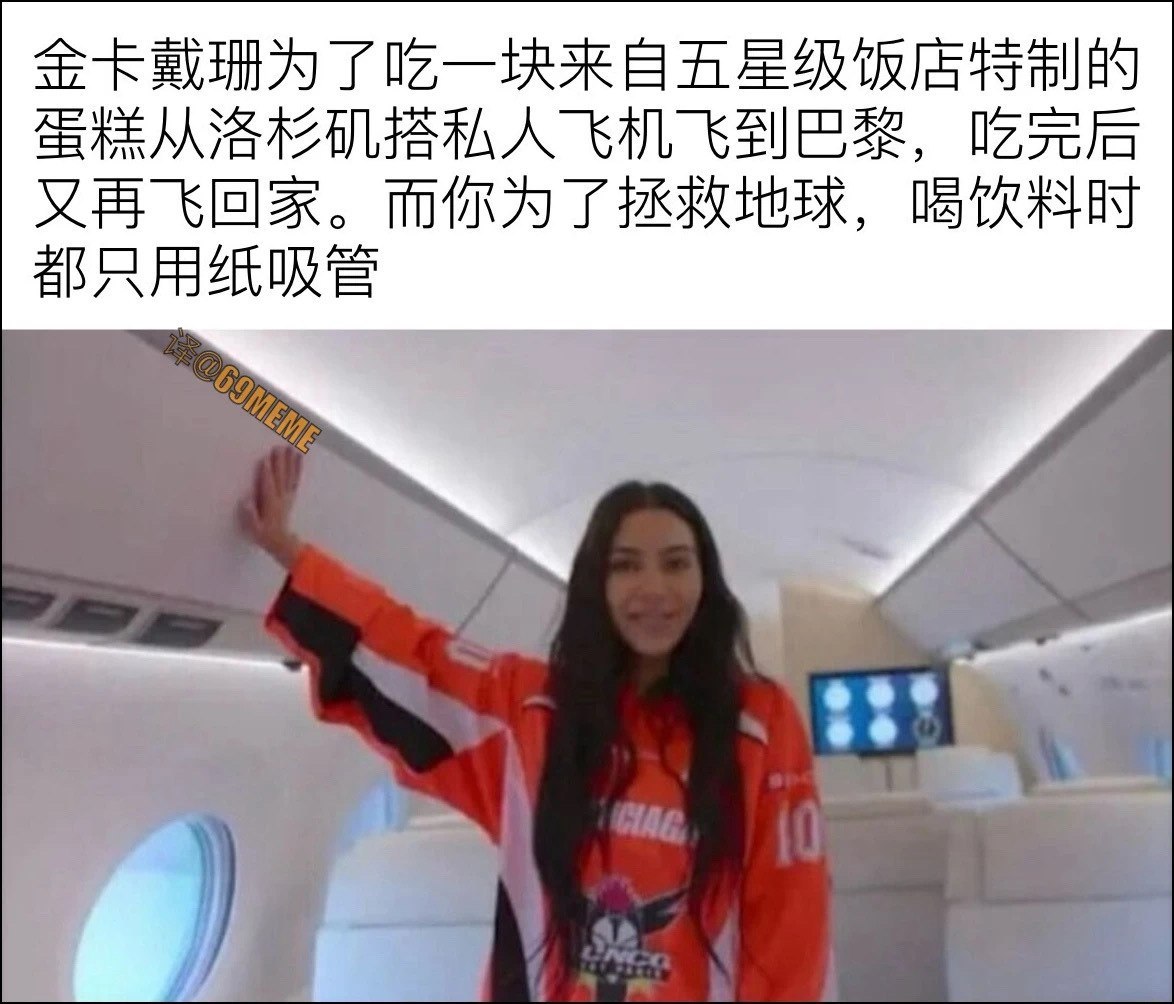 金卡戴珊为了吃一块来自五星级饭店特制的
蛋糕从洛杉矶搭私人飞机飞到巴黎，吃完后
又再飞回家。而你为了拯救地球，喝饮料时
都只用纸吸管
译@69MEME
10